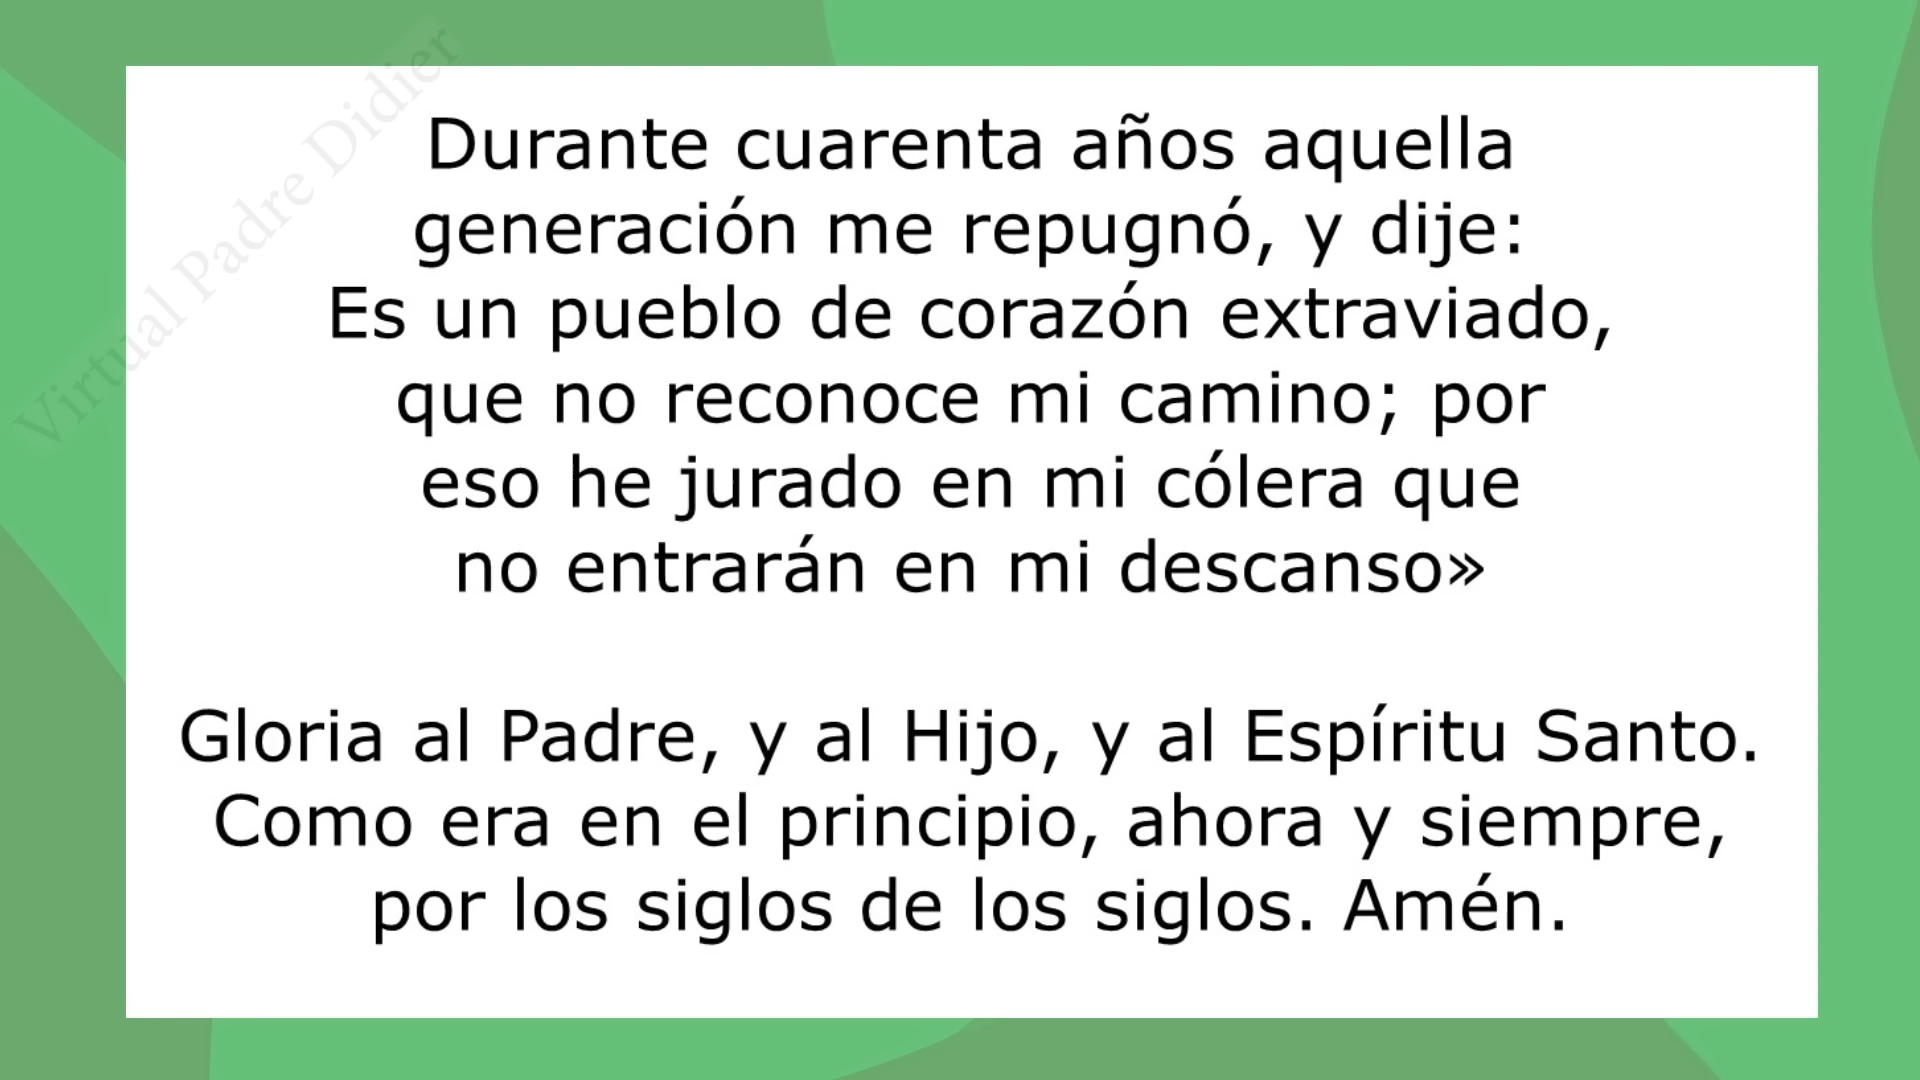 Virtual Padre Didier
Durante cuarenta años aquella
generación me repugnó, y dije:
Es un pueblo de corazón extraviado,
que no reconoce mi camino; por
eso he jurado en mi cólera que
no entrarán en mi descanso»
Gloria al Padre, y al Hijo, y al Espíritu Santo.
Como era en el principio, ahora y siempre,
por los siglos de los siglos. Amén.